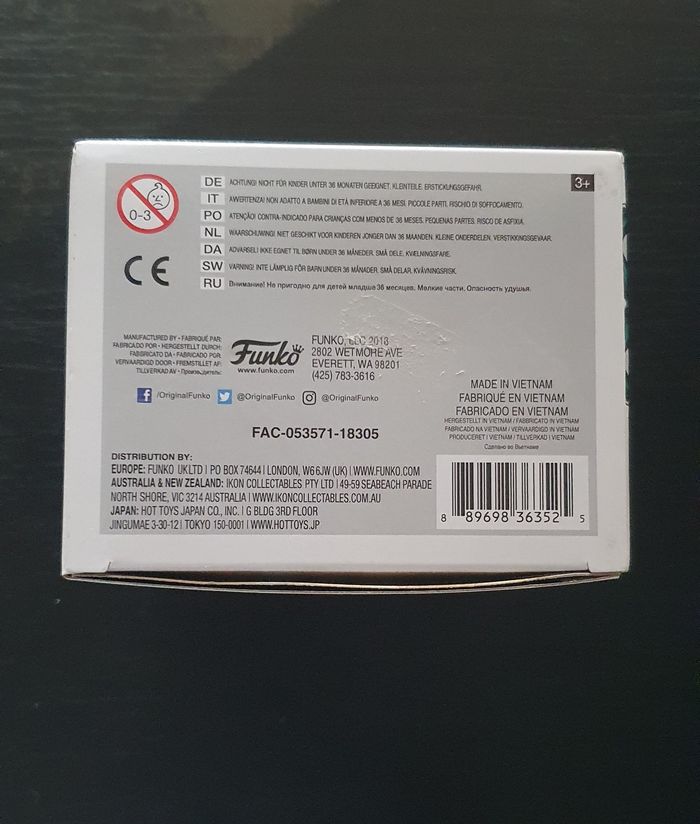 0-3
3+
DE ACHTUNG! NICHT FÜR KINDER UNTER 36 MONATEN GEEIGNET. KLEINTEILE. ERSTICKUNGSGEFAHR.
IT AVVERTENZA! NON ADATTO A BAMBINI DI ETÀ INFERIORE A 36 MESI. PICCOLE PARTI. RISCHIO DI SOFFOCAMENTO.
PO ATENÇÃO! CONTRA-INDICADO PARA CRIANÇAS COM MENOS DE 36 MESES. PEQUENAS PARTES. RISCO DE ASFIXIA.
NL WAARSCHUWING! NIET GESCHIKT VOOR KINDEREN JONGER DAN 36 MAANDEN. KLEINE ONDERDELEN. VERSTIKKINGSGEVAAR.
DA ADVARSEL! IKKE EGNET TIL BØRN UNDER 36 MÅNEDER. SMÅ DELE. KVÆLNINGSFARE.
SW VARNING! INTE LÄMPLIG FÖR BARN UNDER 36 MÅNADER. SMÅ DELAR. KVÄVNINGSRISK.
RU Внимание! Не пригодно для детей младше 36 месяцев. Мелкие части. Опасность удушья.
CE
MANUFACTURED BY • FABRIQUÉ PAR:
FABRICADO POR • HERGESTELLT DURCH:
FABBRICATO DA • FABRICADO POR:
VERVAARDIGD DOOR • FREMSTILLET AF:
TILLVERKAD AV • Производитель:
Funko
www.funko.com
FUNKO, LLC 2018
2802 WETMORE AVE
EVERETT, WA 98201
(425) 783-3616
/OriginalFunko @OriginalFunko @OriginalFunko
FAC-053571-18305
MADE IN VIETNAM
FABRIQUÉ EN VIETNAM
FABRICADO EN VIETNAM
HERGESTELLT IN VIETNAM / FABBRICATO IN VIETNAM
FABRICADO NA VIETNAM / VERVAARDIGD IN VIETNAM
PRODUCERET I VIETNAM / TILLVERKAD I VIETNAM
Сделано во Вьетнаме
DISTRIBUTION BY:
EUROPE: FUNKO UK LTD | PO BOX 74644 | LONDON, W6 6JW (UK) | WWW.FUNKO.COM
AUSTRALIA & NEW ZEALAND: IKON COLLECTABLES PTY LTD | 49-59 SEABEACH PARADE
NORTH SHORE, VIC 3214 AUSTRALIA | WWW.IKONCOLLECTABLES.COM.AU
JAPAN: HOT TOYS JAPAN CO., INC. | G BLDG 3RD FLOOR
JINGUMAE 3-30-12 | TOKYO 150-0001 | WWW.HOTTOYS.JP
8 89698 36352 5